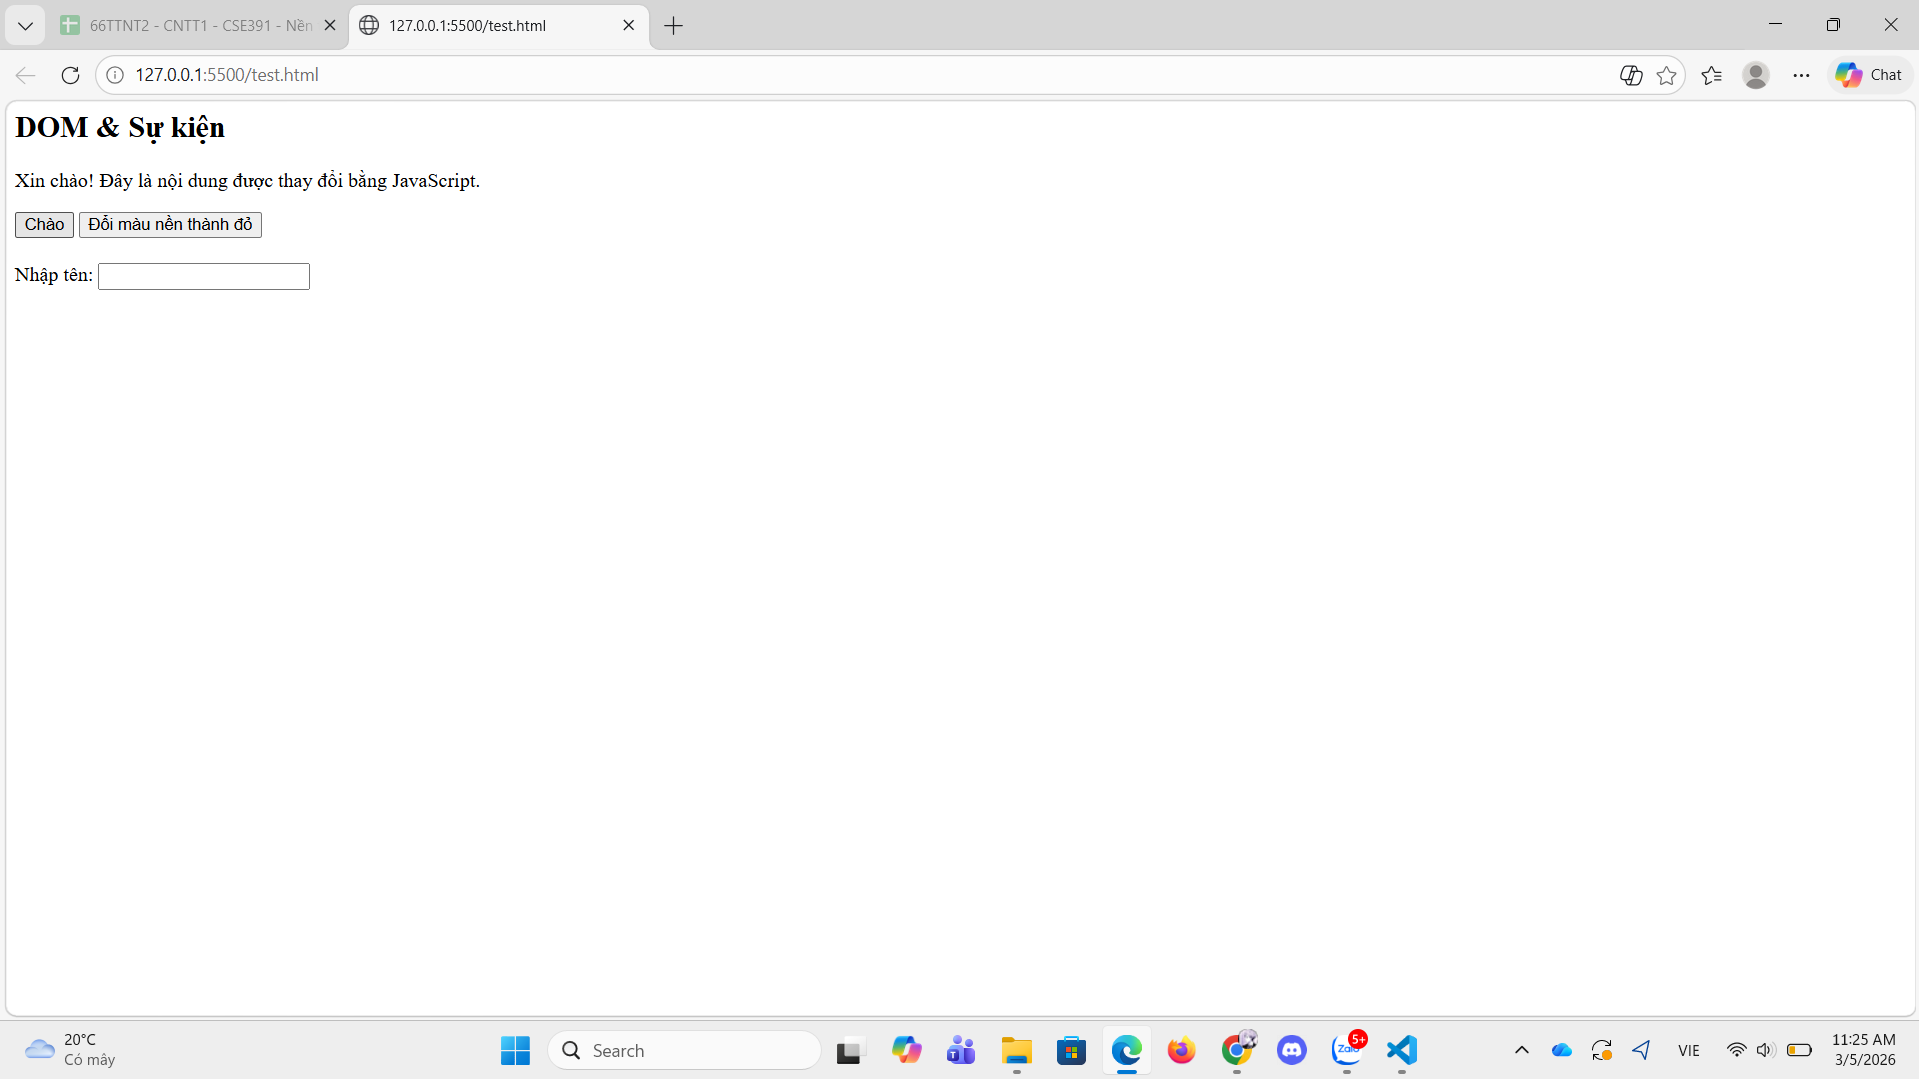 66TTNT2 - CNTT1 - CSE391 - Nền
127.0.0.1:5500/test.html
127.0.0.1:5500/test.html
Chat
DOM & Sự kiện
Xin chào! Đây là nội dung được thay đổi bằng JavaScript.
Chào
Đổi màu nền thành đỏ
Nhập tên:
20°C
Có mây
Search
T
Zalo
5+
VIE
11:25 AM
3/5/2026